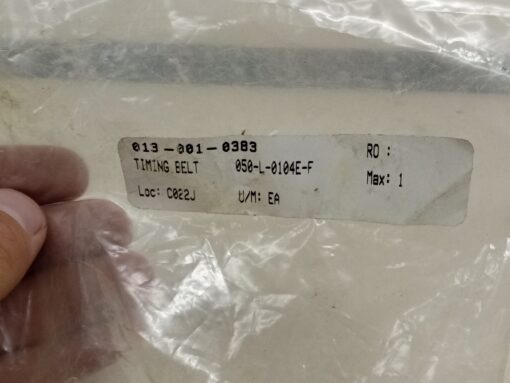 013-001-0383 RO :
TIMING BELT 050-L-0104E-F Max: 1
Loc: C022J U/M: EA